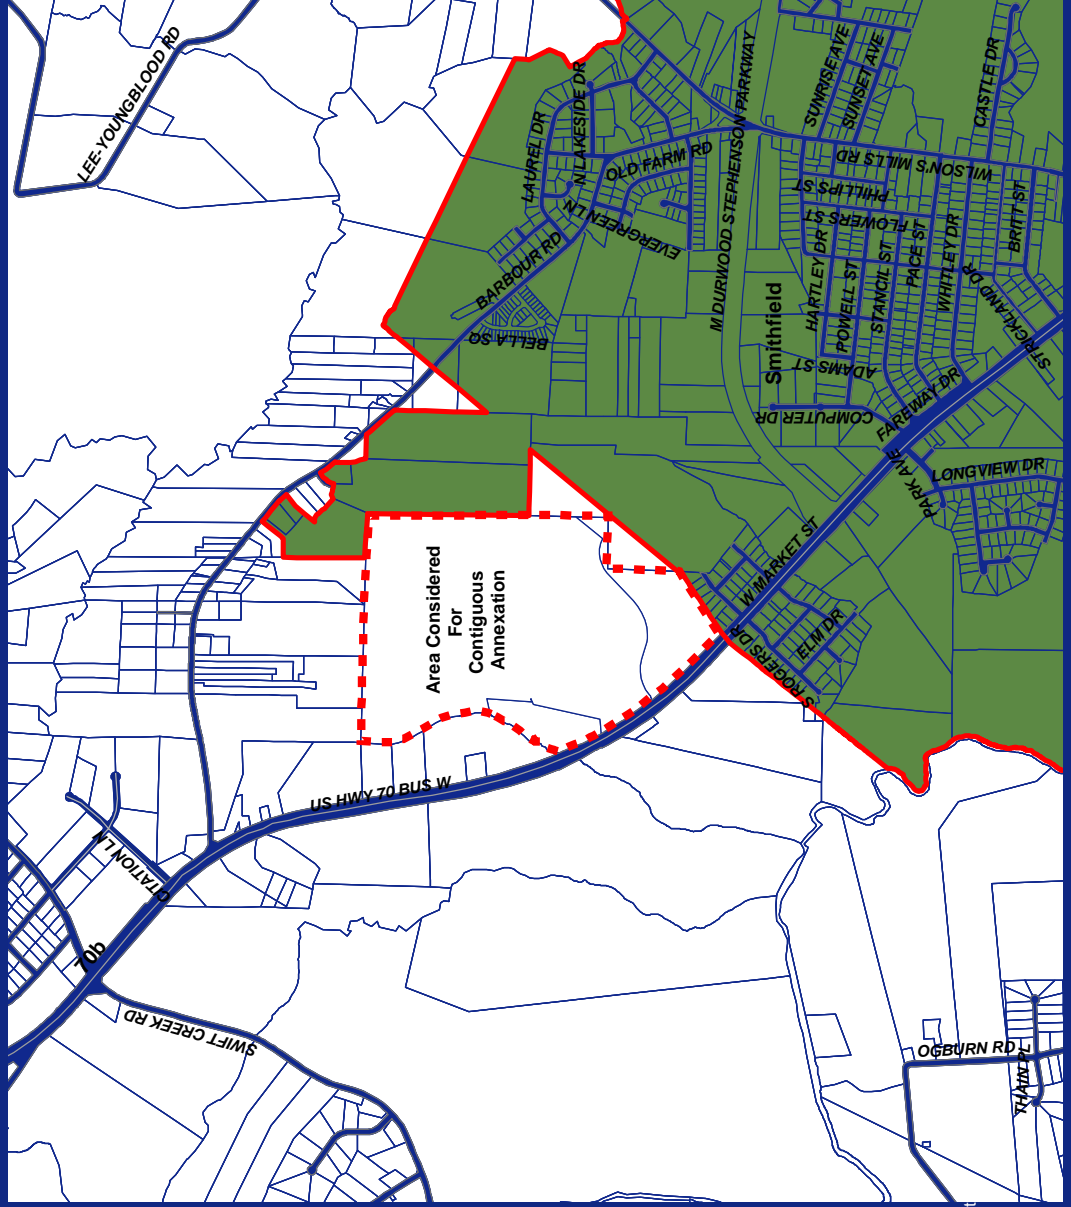 LEE-YOUNGBLOOD RD
LAUREL DR
N LAKESIDE DR
OLD FARM RD
EVERGREEN LN
BARBOUR RD
BELLA SQ
M DURWOOD STEPHENSON PARKWAY
SUNRISE AVE
SUNSET AVE
CASTLE DR
WILSON'S MILLS RD
PHILLIPS ST
FLOWERS ST
HARTLEY DR
POWELL ST
STANCIL ST
PACE ST
WHITLEY DR
BRITT ST
STRICKLAND DR
Smithfield
ADAMS ST
COMPUTER DR
FAREWAY DR
PARK AVE
LONGVIEW DR
W MARKET ST
ELM DR
S ROGERS DR
Area Considered
For
Contiguous
Annexation
US HWY 70 BUS W
CITATION LN
70b
SWIFT CREEK RD
OGBURN RD
THAIN PL